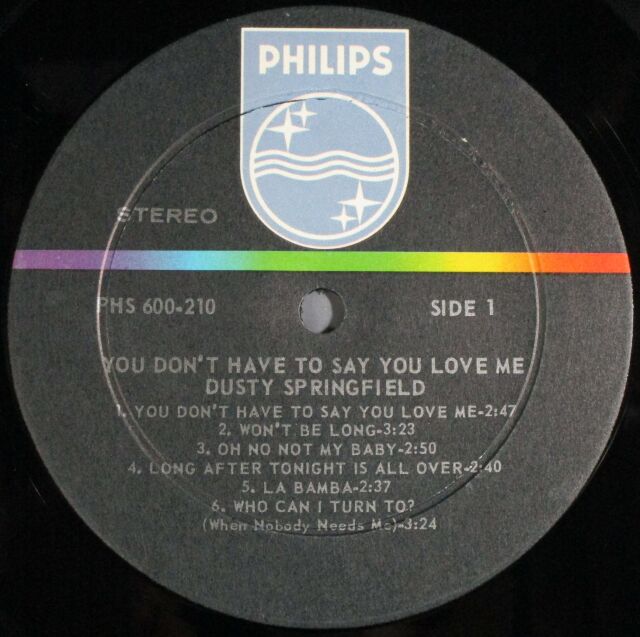 PHILIPS
STEREO
PHS 600-210
SIDE 1
YOU DON'T HAVE TO SAY YOU LOVE ME
DUSTY SPRINGFIELD
1. YOU DON'T HAVE TO SAY YOU LOVE ME-2:47
2. WON'T BE LONG-3:23
3. OH NO NOT MY BABY-2:50
4. LONG AFTER TONIGHT IS ALL OVER-2:40
5. LA BAMBA-2:37
6. WHO CAN I TURN TO?
(When Nobody Needs Me)-3:24